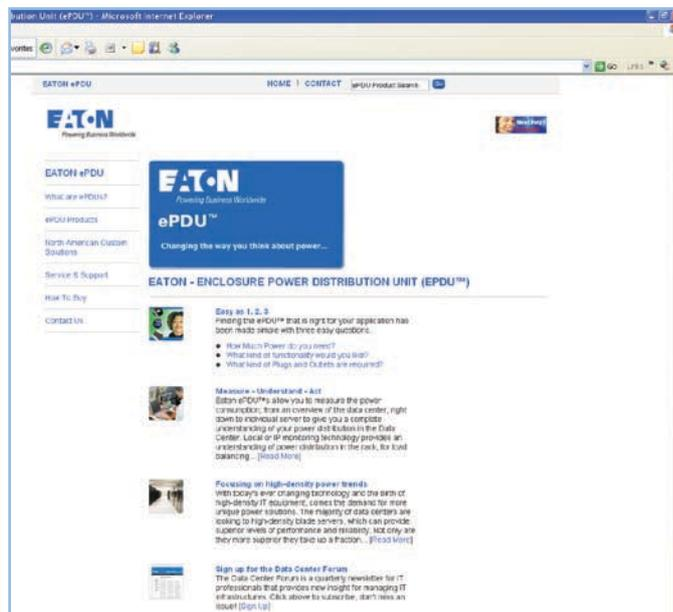 bution Unit (ePDU™) - Microsoft Internet Explorer
vorites
Go Links »
EATON ePDU HOME | CONTACT ePDU Product Search Go
EATON
Powering Business Worldwide
Need Help?
EATON ePDU
What are ePDUs?
ePDU Products
North American Custom
Solutions
Service & Support
How To Buy
Contact Us
EATON
Powering Business Worldwide
ePDU™
Changing the way you think about power...
EATON - ENCLOSURE POWER DISTRIBUTION UNIT (EPDU™)
Easy as 1, 2, 3
Finding the ePDU™ that is right for your application has
been made simple with three easy questions.
• How Much Power do you need?
• What kind of functionality would you like?
• What kind of Plugs and Outlets are required?
Measure - Understand - Act
Eaton ePDU™s allow you to measure the power
consumption; from an overview of the data center, right
down to individual server to give you a complete
understanding of your power distribution in the Data
Center. Local or IP monitoring technology provides an
understanding of power distribution in the rack, for load
balancing... [Read More]
Focusing on high-density power trends
With today's ever changing technology and the birth of
high-density IT equipment, comes the demand for more
unique power solutions. The majority of data centers are
looking to high-density blade servers, which can provide
superior levels of performance and reliability. Not only are
they more superior they take up a fraction... [Read More]
Sign up for the Data Center Forum
The Data Center Forum is a quarterly newsletter for IT
professionals that provides new insight for managing IT
infrastructures. Click above to subscribe, don't miss an
issue! [Sign Up]